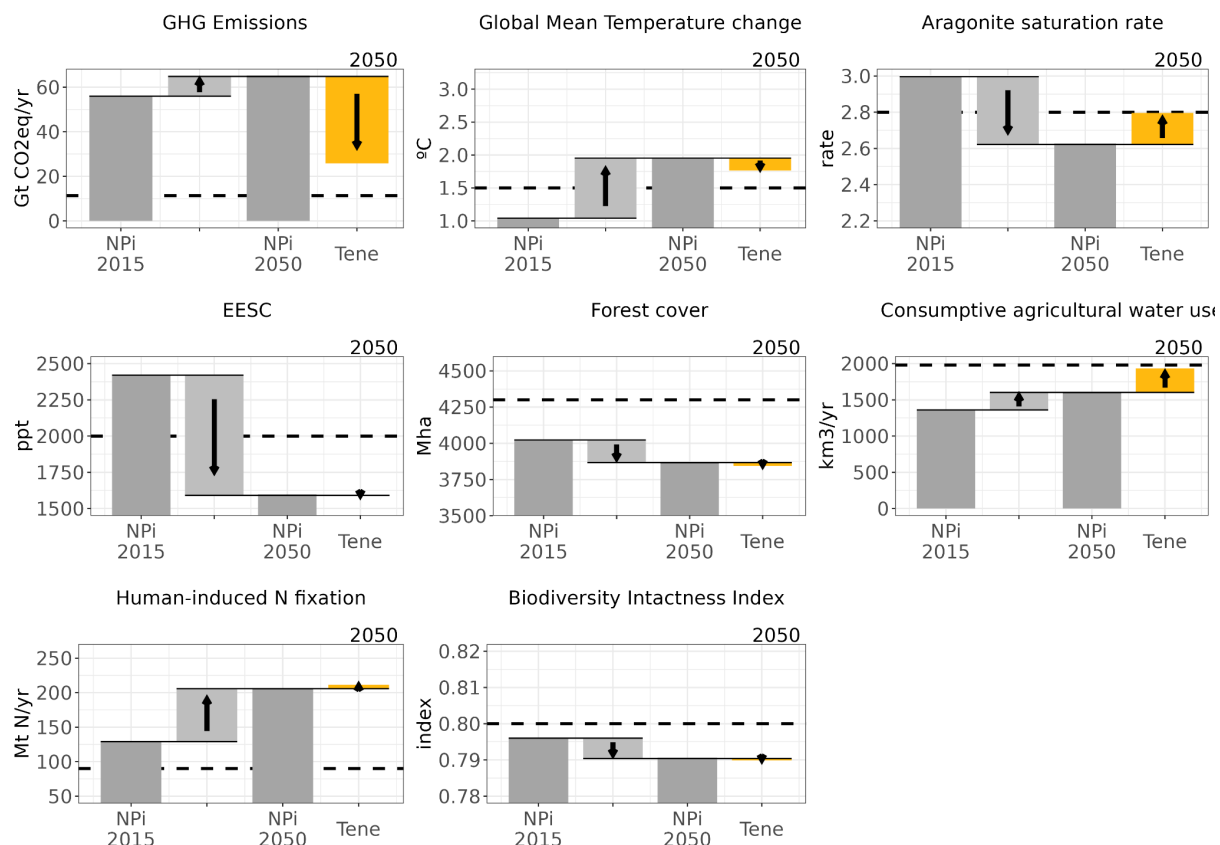 GHG Emissions
2050
Gt CO2eq/yr
60
40
20
0
NPi
2015
NPi
2050
Tene
Global Mean Temperature change
2050
ºC
3.0
2.5
2.0
1.5
1.0
NPi
2015
NPi
2050
Tene
Aragonite saturation rate
2050
rate
3.0
2.8
2.6
2.4
2.2
NPi
2015
NPi
2050
Tene
EESC
2050
ppt
2500
2250
2000
1750
1500
NPi
2015
NPi
2050
Tene
Forest cover
2050
Mha
4500
4250
4000
3750
3500
NPi
2015
NPi
2050
Tene
Consumptive agricultural water use
2050
km3/yr
2000
1500
1000
500
0
NPi
2015
NPi
2050
Tene
Human-induced N fixation
2050
Mt N/yr
250
200
150
100
50
NPi
2015
NPi
2050
Tene
Biodiversity Intactness Index
2050
index
0.82
0.81
0.80
0.79
0.78
NPi
2015
NPi
2050
Tene